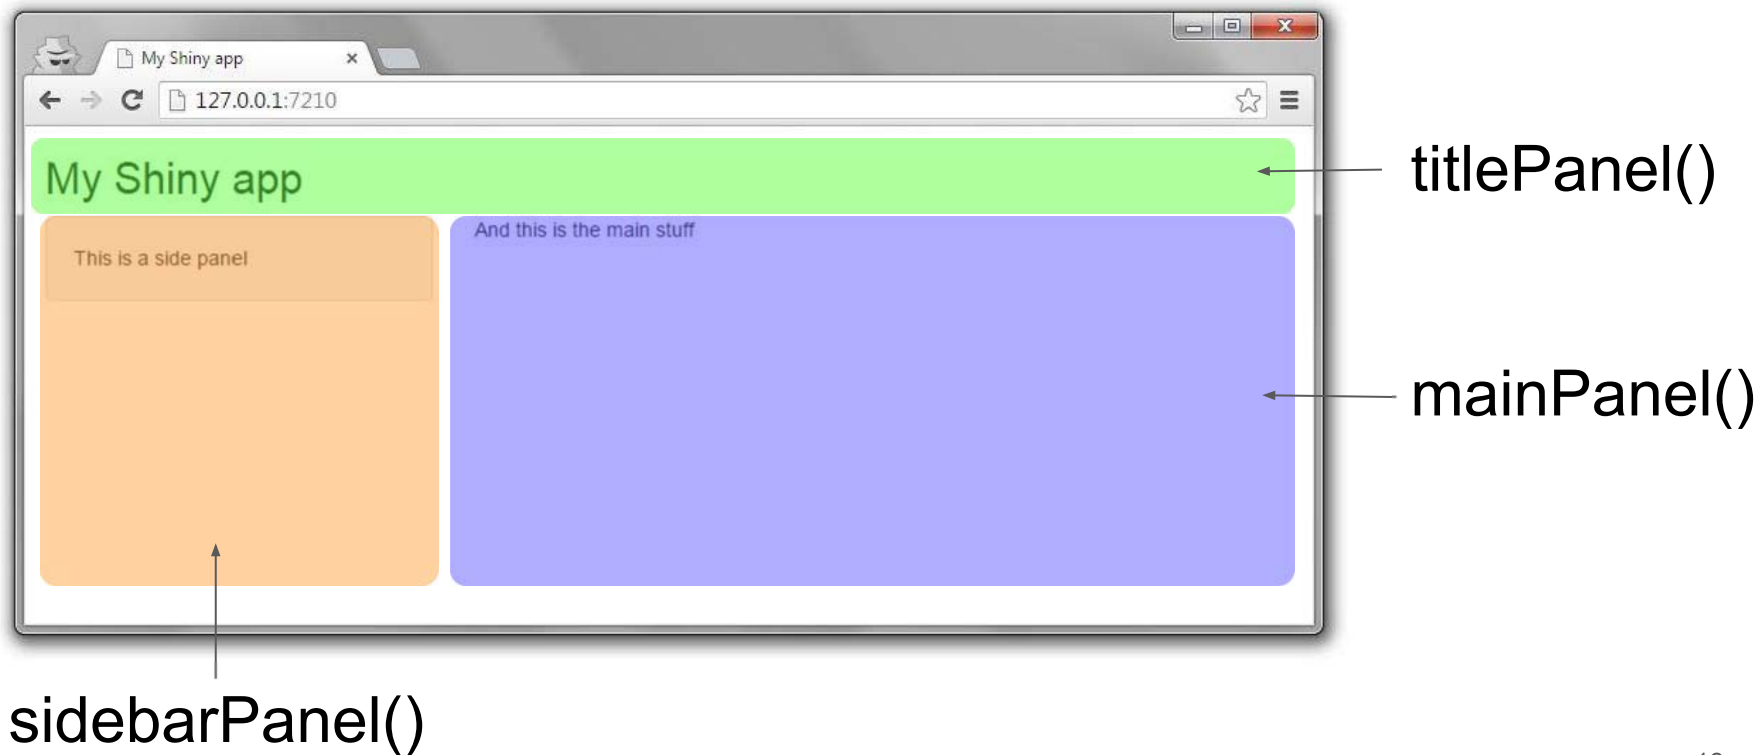 My Shiny app
127.0.0.1:7210
My Shiny app
titlePanel()
This is a side panel
And this is the main stuff
mainPanel()
sidebarPanel()